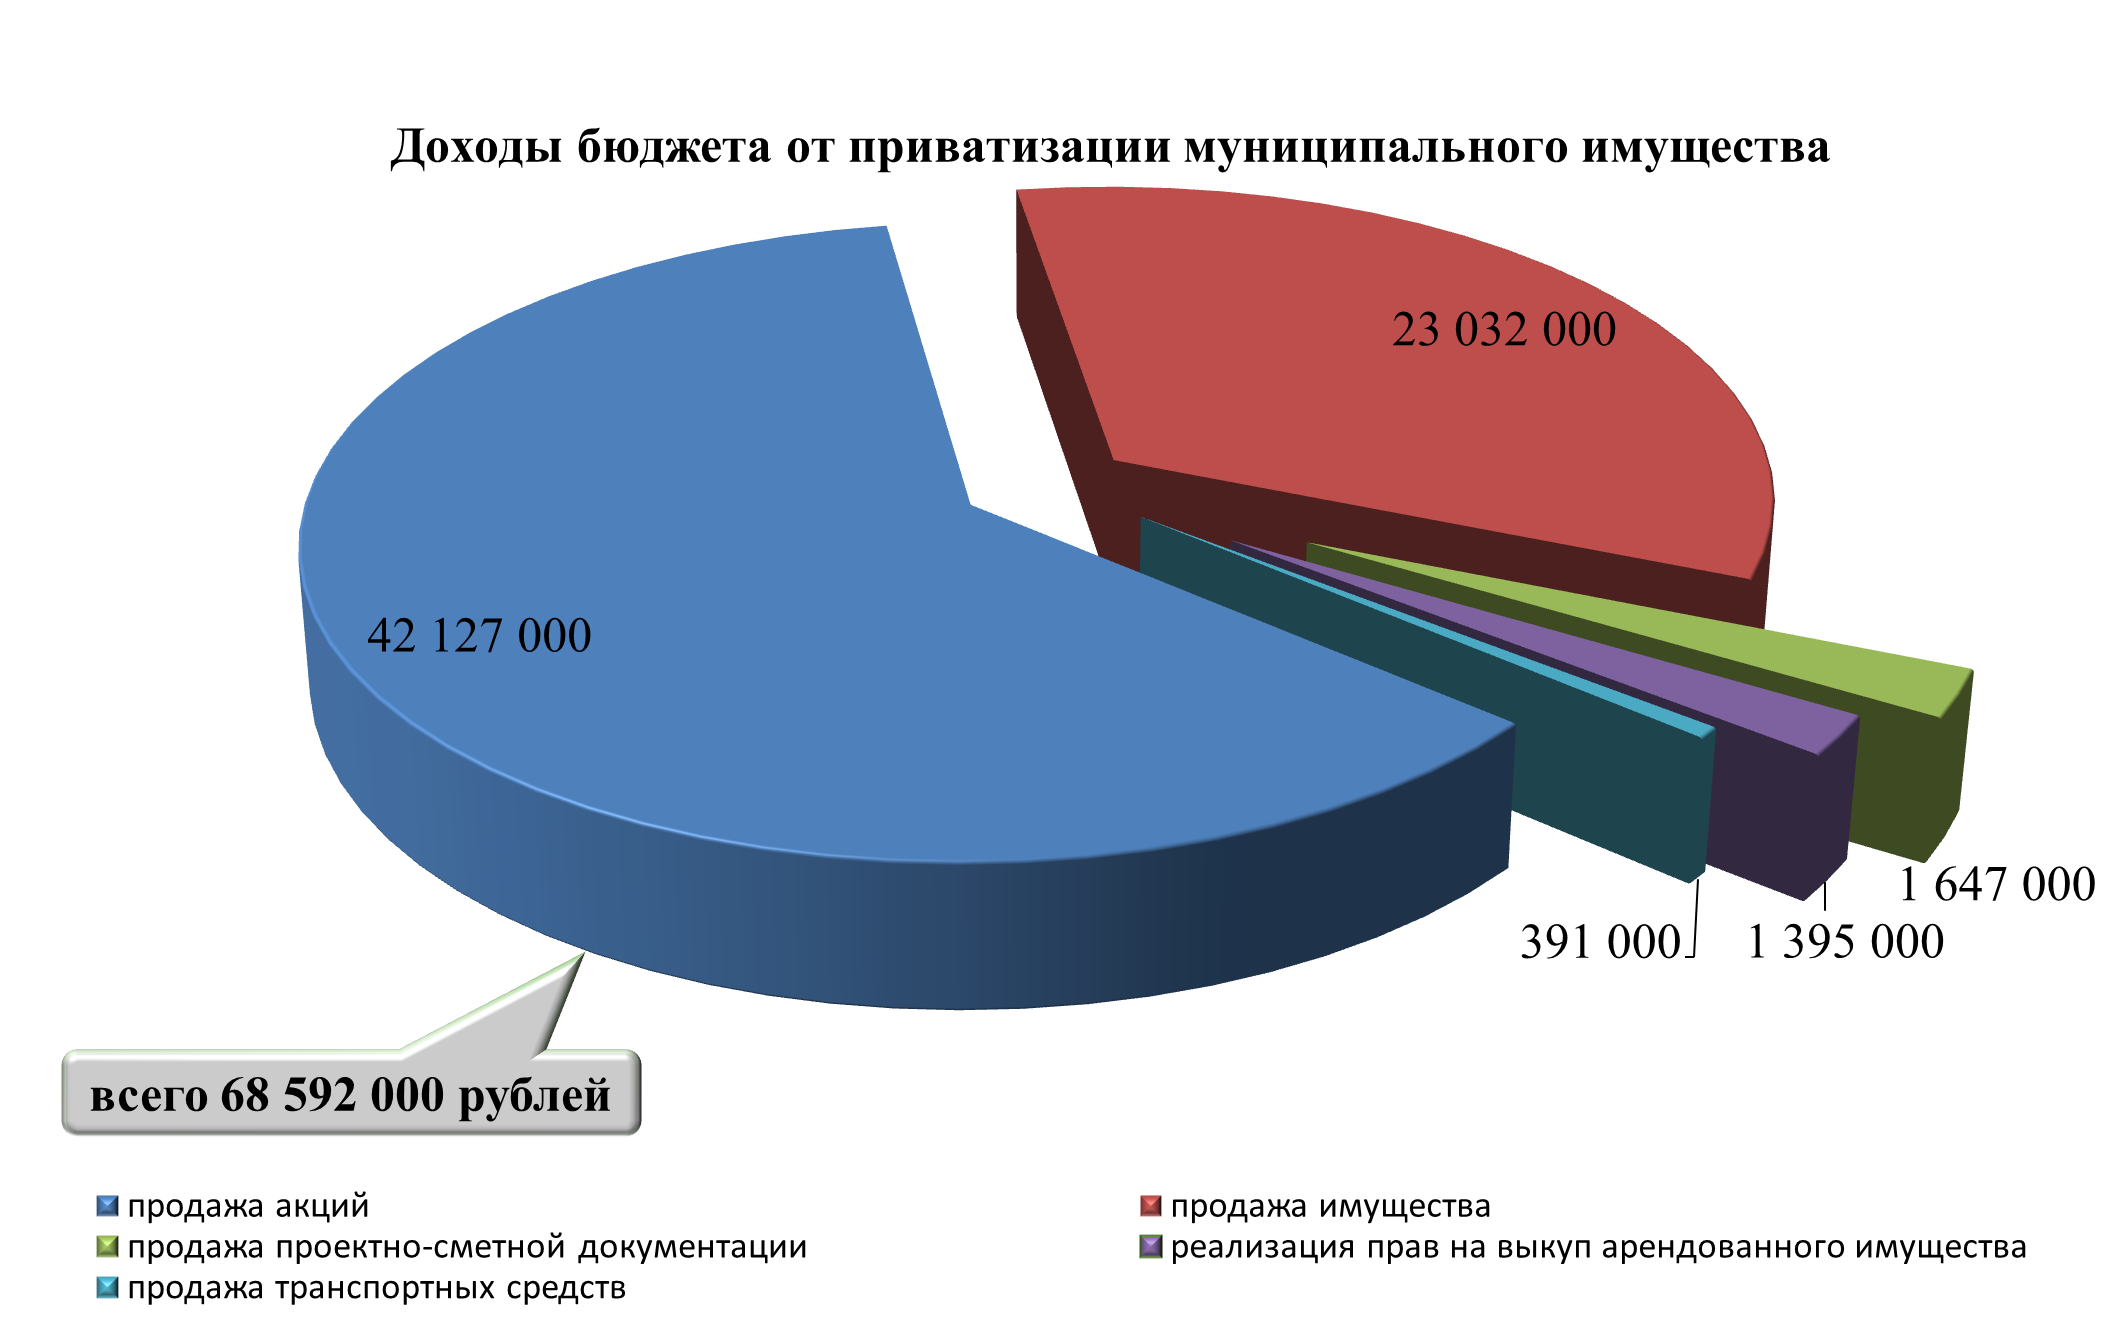 Доходы бюджета от приватизации муниципального имущества
23 032 000
42 127 000
1 647 000
391 000
1 395 000
всего 68 592 000 рублей
продажа акций
продажа имущества
продажа проектно-сметной документации
реализация прав на выкуп арендованного имущества
продажа транспортных средств